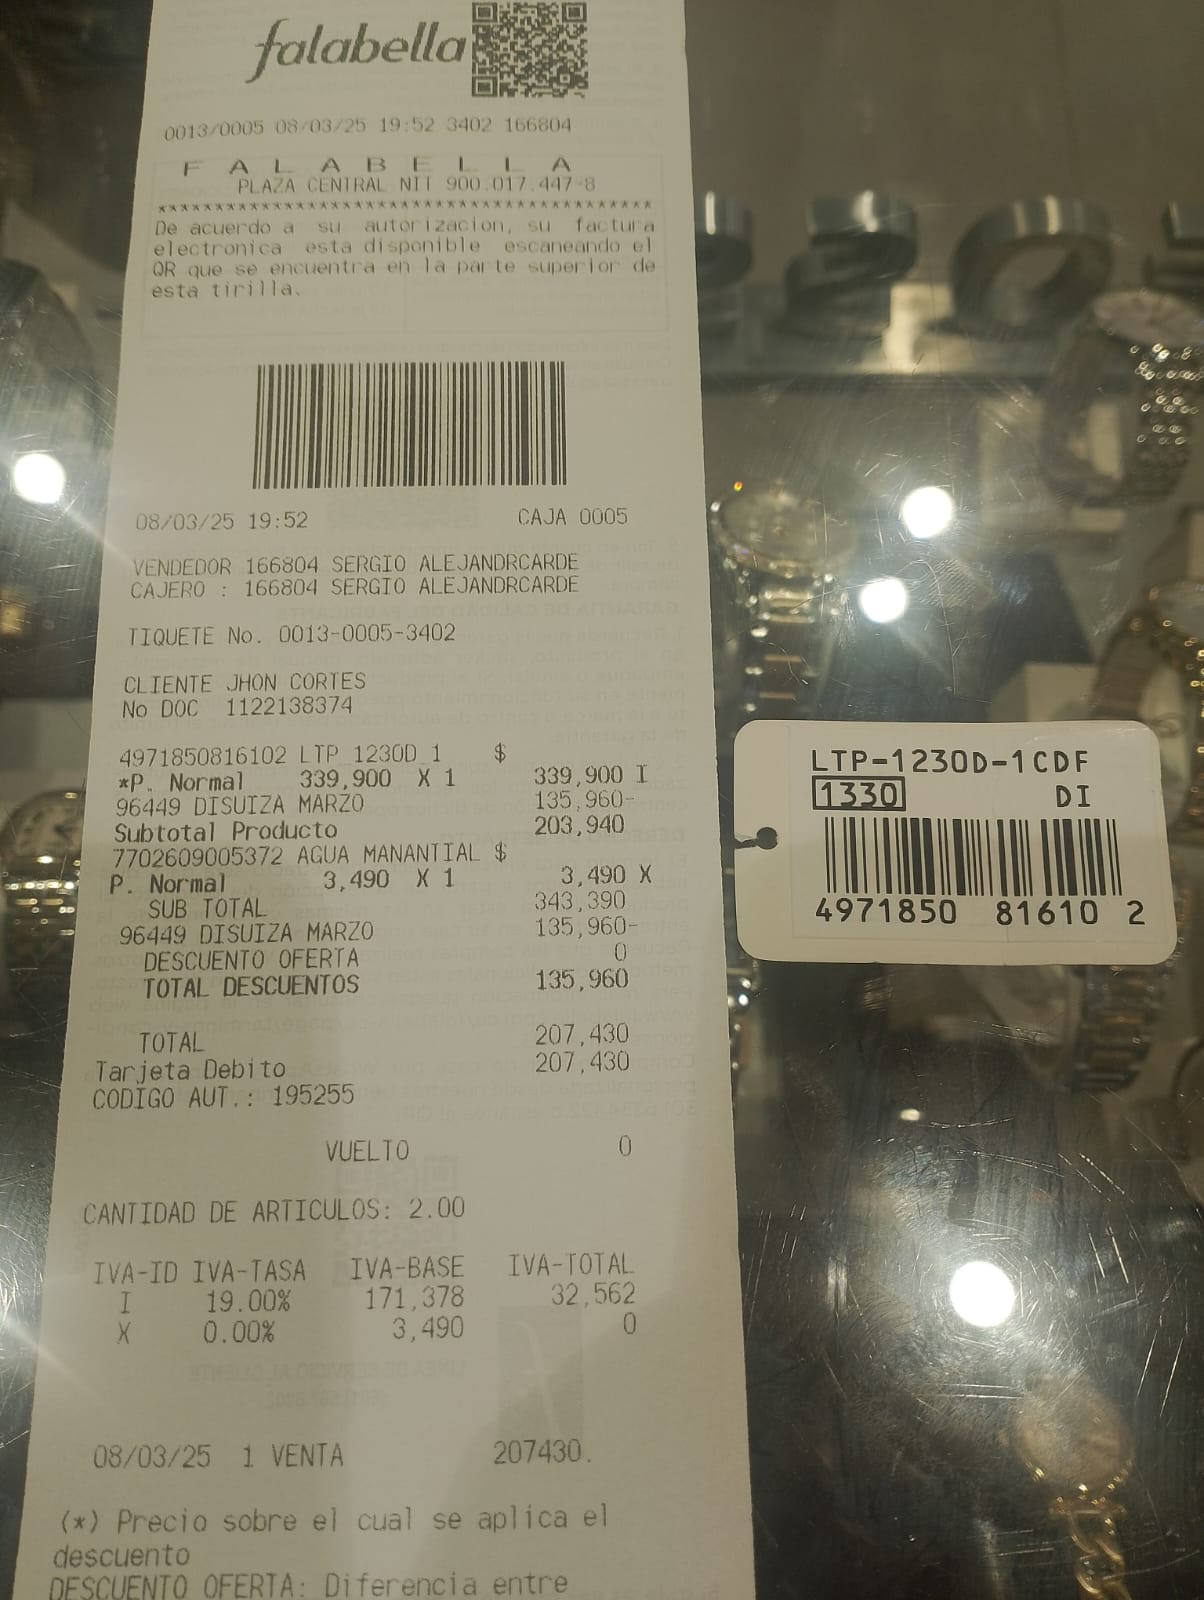 falabella
0013/0005 08/03/25 19:52 3402 166804
F A L A B E L L A
PLAZA CENTRAL NIT 900.017.447-8
****************************************************
De acuerdo a su autorizacion, su factura
electronica esta disponible escaneando el
QR que se encuentra en la parte superior de
esta tirilla.
08/03/25 19:52 CAJA 0005
VENDEDOR 166804 SERGIO ALEJANDRCARDE
CAJERO : 166804 SERGIO ALEJANDRCARDE
TIQUETE No. 0013-0005-3402
CLIENTE JHON CORTES
No DOC 1122138374
4971850816102 LTP 1230D 1 $
*P. Normal 339,900 X 1 339,900 I
96449 DISUIZA MARZO 135,960-
Subtotal Producto 203,940
7702609005372 AGUA MANANTIAL $
P. Normal 3,490 X 1 3,490 X
SUB TOTAL 343,390
96449 DISUIZA MARZO 135,960-
DESCUENTO OFERTA 0
TOTAL DESCUENTOS 135,960
TOTAL 207,430
Tarjeta Debito 207,430
CODIGO AUT.: 195255
VUELTO 0
CANTIDAD DE ARTICULOS: 2.00
IVA-ID IVA-TASA IVA-BASE IVA-TOTAL
I 19.00% 171,378 32,562
X 0.00% 3,490 0
08/03/25 1 VENTA 207430.
(*) Precio sobre el cual se aplica el
descuento
DESCUENTO OFERTA: Diferencia entre
LTP-1230D-1CDF
1330 DI
4971850 81610 2